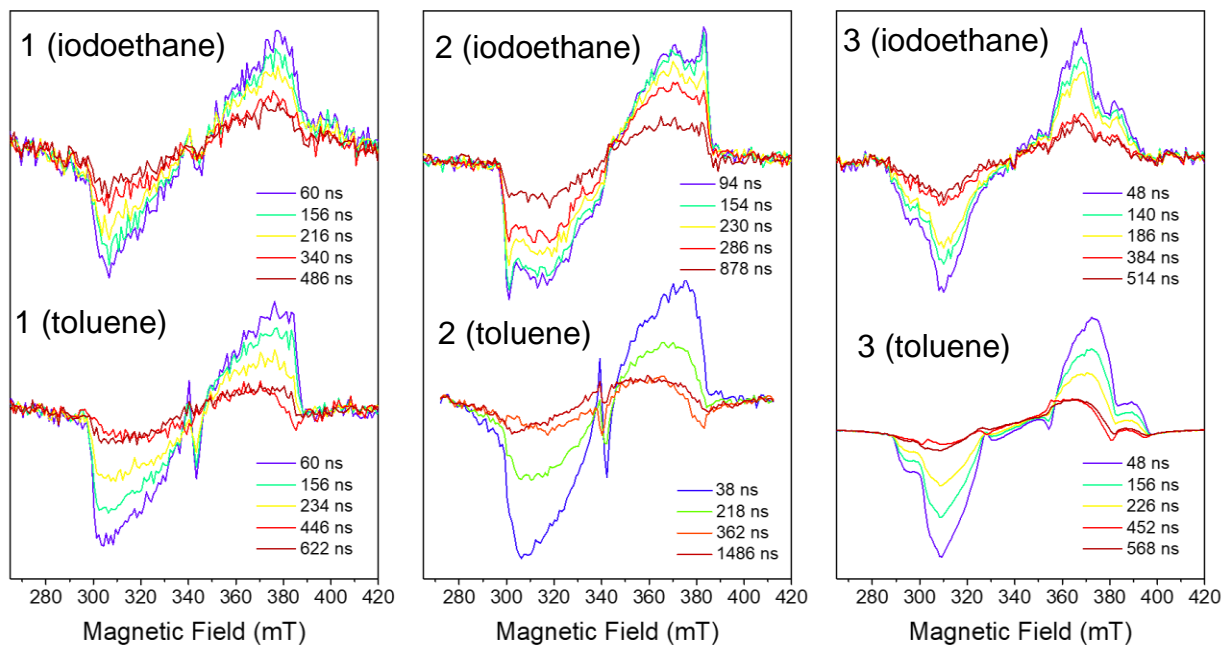 1 (iodoethane)
60 ns
156 ns
216 ns
340 ns
486 ns
1 (toluene)
60 ns
156 ns
234 ns
446 ns
622 ns
280 300 320 340 360 380 400 420
Magnetic Field (mT)
2 (iodoethane)
94 ns
154 ns
230 ns
286 ns
878 ns
2 (toluene)
38 ns
218 ns
362 ns
1486 ns
280 300 320 340 360 380 400 420
Magnetic Field (mT)
3 (iodoethane)
48 ns
140 ns
186 ns
384 ns
514 ns
3 (toluene)
48 ns
156 ns
226 ns
452 ns
568 ns
280 300 320 340 360 380 400 420
Magnetic Field (mT)